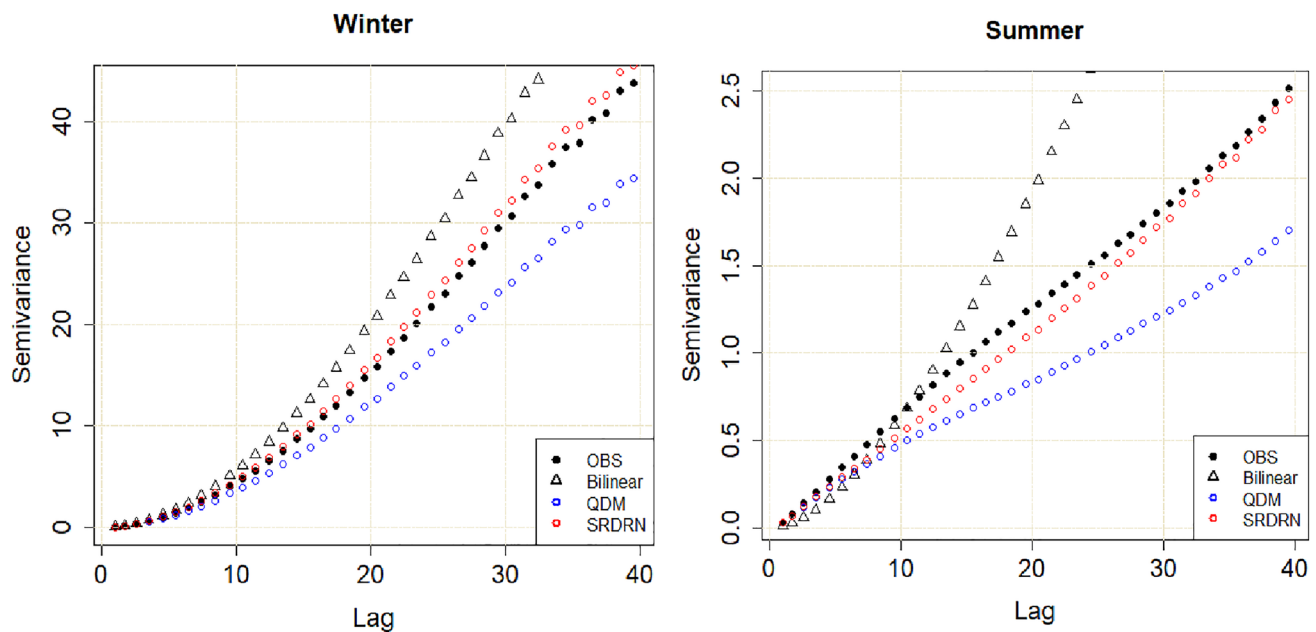 Winter
Semivariance
40
30
20
10
0
0 10 20 30 40
Lag
OBS
Bilinear
QDM
SRDRN
Summer
Semivariance
2.5
2.0
1.5
1.0
0.5
0.0
0 10 20 30 40
Lag
OBS
Bilinear
QDM
SRDRN